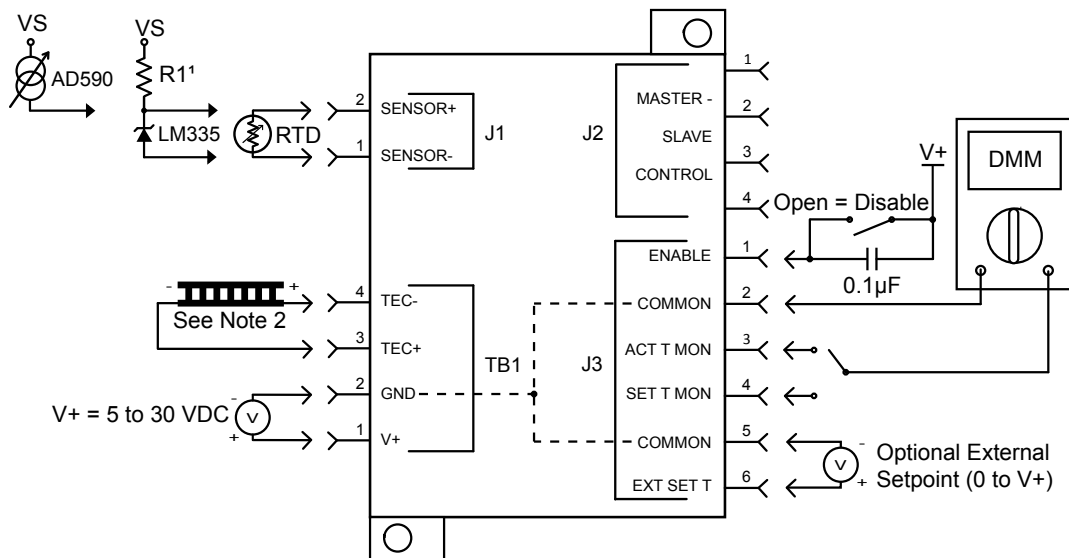 VS
VS
AD590
R1¹
LM335
RTD
2
1
SENSOR+
SENSOR-
J1
J2
MASTER -
SLAVE
CONTROL
1
2
3
4
V+
DMM
Open = Disable
0.1µF
-
+
See Note 2
4
3
2
1
TEC-
TEC+
GND
V+
TB1
V+ = 5 to 30 VDC
-
V
+
J3
ENABLE
COMMON
ACT T MON
SET T MON
COMMON
EXT SET T
1
2
3
4
5
6
-
V
+
Optional External
Setpoint (0 to V+)